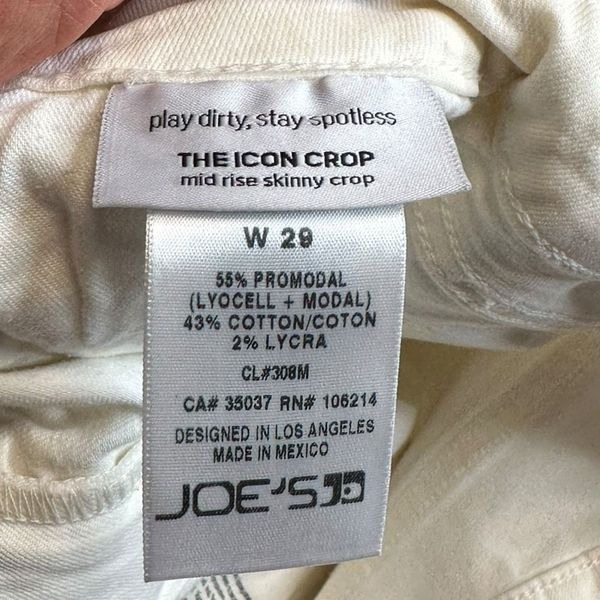 play dirty, stay spotless
THE ICON CROP
mid rise skinny crop
W 29
55% PROMODAL
(LYOCELL + MODAL)
43% COTTON/COTON
2% LYCRA
CL#308M
CA# 35037 RN# 106214
DESIGNED IN LOS ANGELES
MADE IN MEXICO
JOE'S